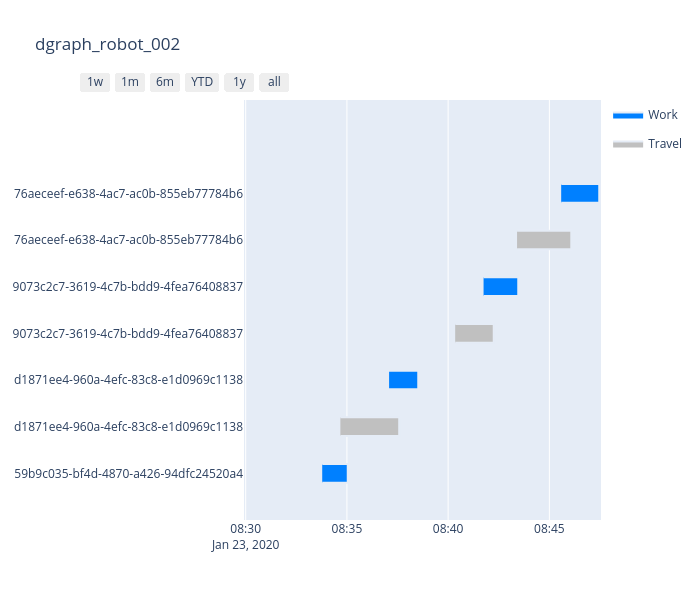 dgraph_robot_002
1w 1m 6m YTD 1y all
Work
Travel
76aeceef-e638-4ac7-ac0b-855eb77784b6
76aeceef-e638-4ac7-ac0b-855eb77784b6
9073c2c7-3619-4c7b-bdd9-4fea76408837
9073c2c7-3619-4c7b-bdd9-4fea76408837
d1871ee4-960a-4efc-83c8-e1d0969c1138
d1871ee4-960a-4efc-83c8-e1d0969c1138
59b9c035-bf4d-4870-a426-94dfc24520a4
08:30 08:35 08:40 08:45
Jan 23, 2020